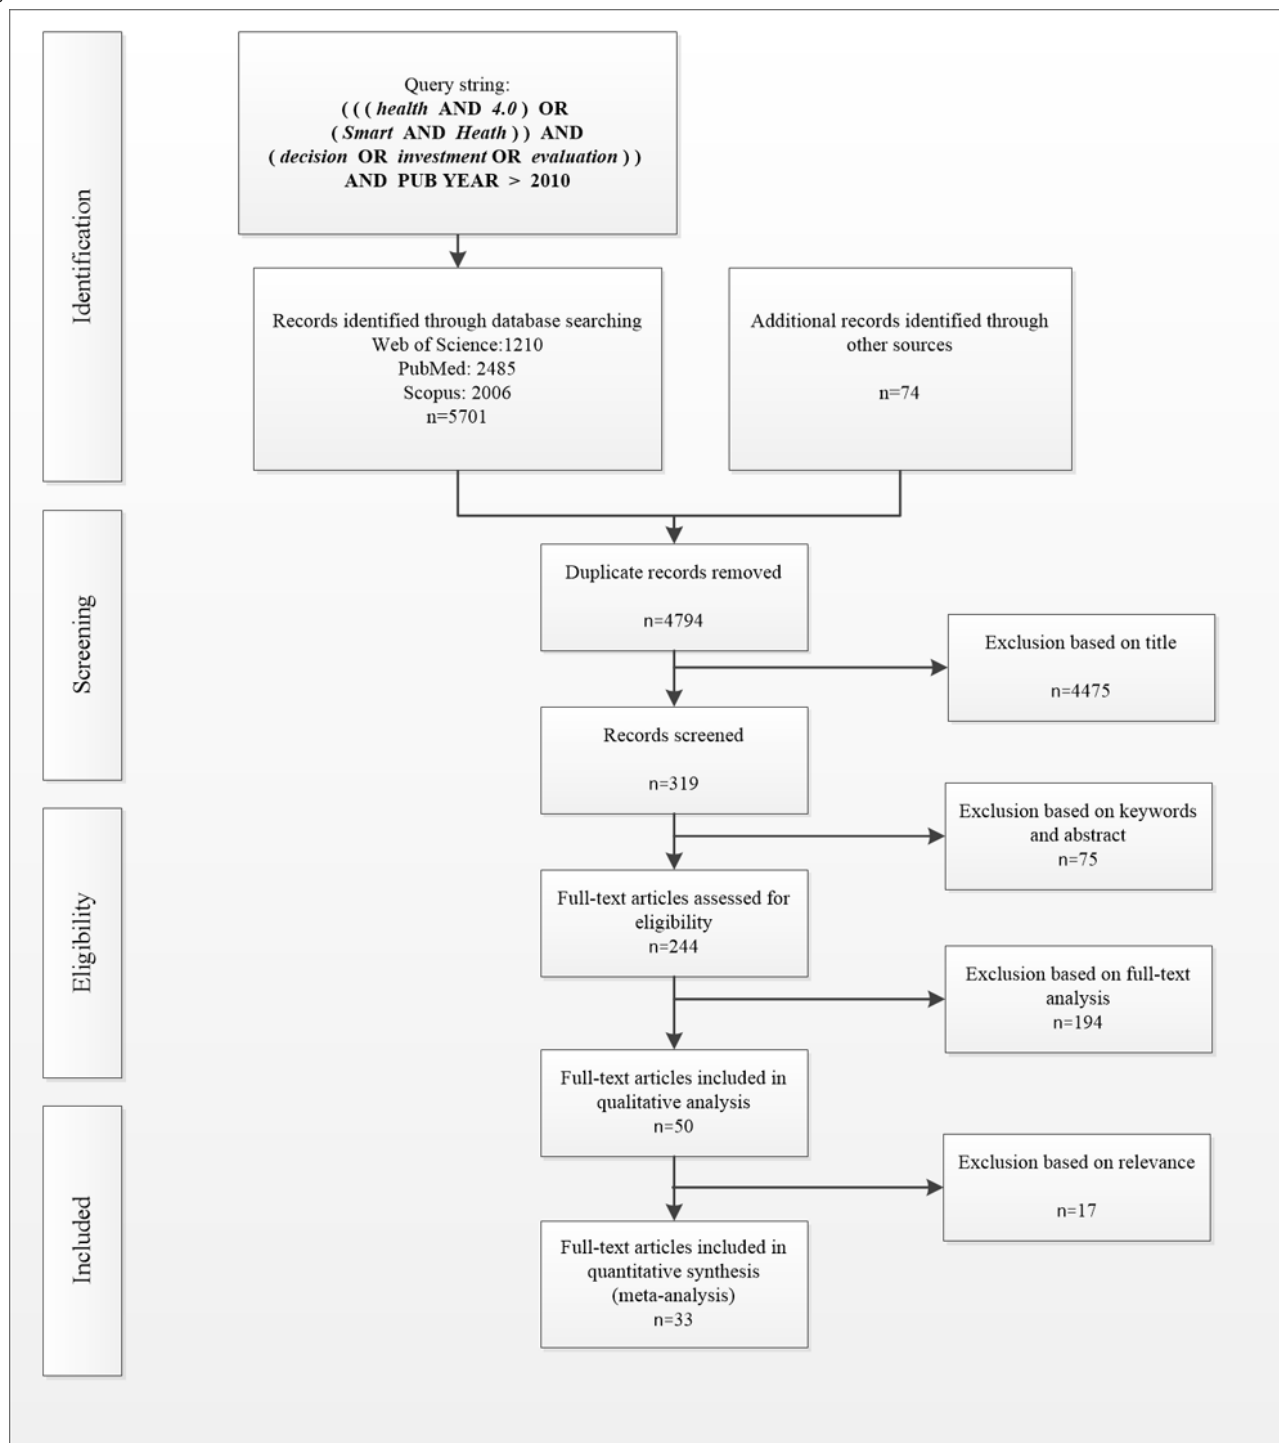 Identification
Query string:
( ( ( health AND 4.0 ) OR
( Smart AND Heath ) ) AND
( decision OR investment OR evaluation ) )
AND PUB YEAR > 2010
Records identified through database searching
Web of Science:1210
PubMed: 2485
Scopus: 2006
n=5701
Additional records identified through
other sources
n=74
Screening
Duplicate records removed
n=4794
Exclusion based on title
n=4475
Records screened
n=319
Eligibility
Exclusion based on keywords
and abstract
n=75
Full-text articles assessed for
eligibility
n=244
Exclusion based on full-text
analysis
n=194
Full-text articles included in
qualitative analysis
n=50
Included
Exclusion based on relevance
n=17
Full-text articles included in
quantitative synthesis
(meta-analysis)
n=33